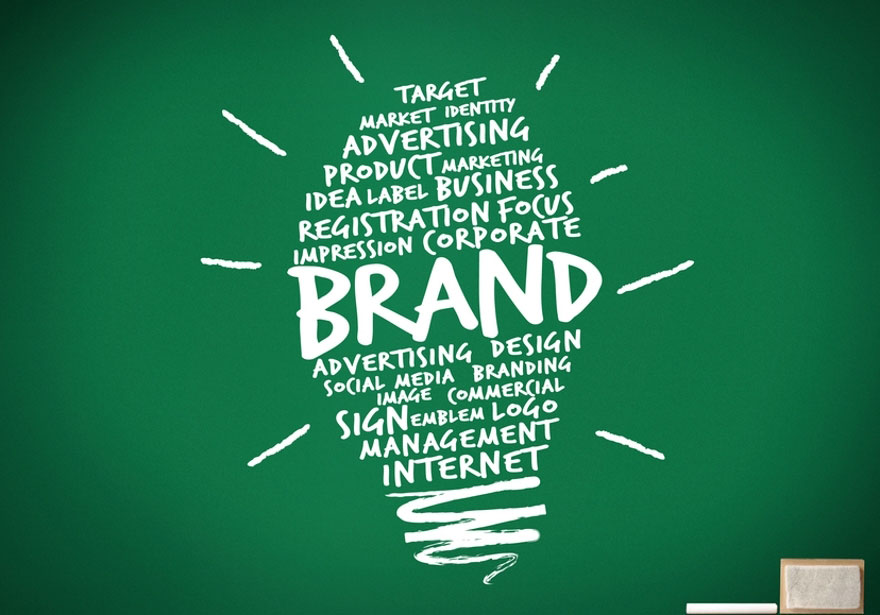 TARGET
MARKET IDENTITY
ADVERTISING
PRODUCT MARKETING
IDEA LABEL BUSINESS
REGISTRATION FOCUS
IMPRESSION CORPORATE
BRAND
ADVERTISING DESIGN
SOCIAL MEDIA BRANDING
IMAGE COMMERCIAL
SIGN EMBLEM LOGO
MANAGEMENT
INTERNET